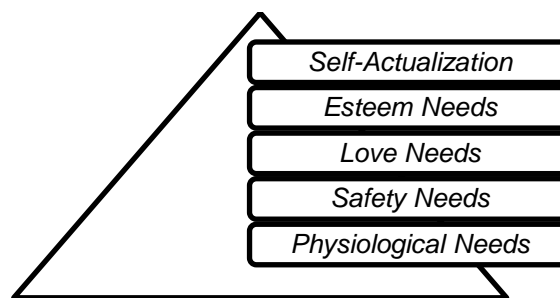 Self-Actualization
Esteem Needs
Love Needs
Safety Needs
Physiological Needs